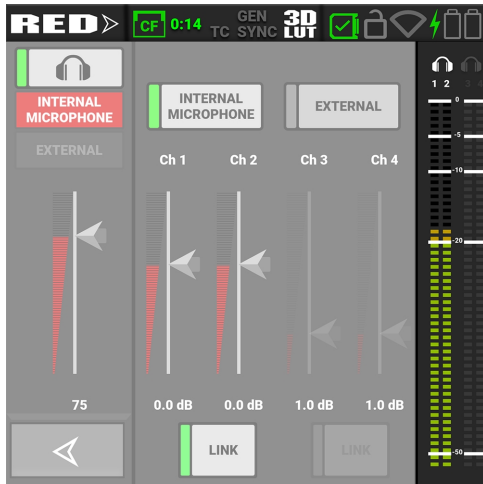 RED
CF 0:14
GEN
TC SYNC
3D
LUT
1 2 3 4
INTERNAL
MICROPHONE
EXTERNAL
INTERNAL
MICROPHONE
EXTERNAL
Ch 1 Ch 2 Ch 3 Ch 4
75
0.0 dB 0.0 dB 1.0 dB 1.0 dB
LINK LINK
0
-5
-10
-20
-50